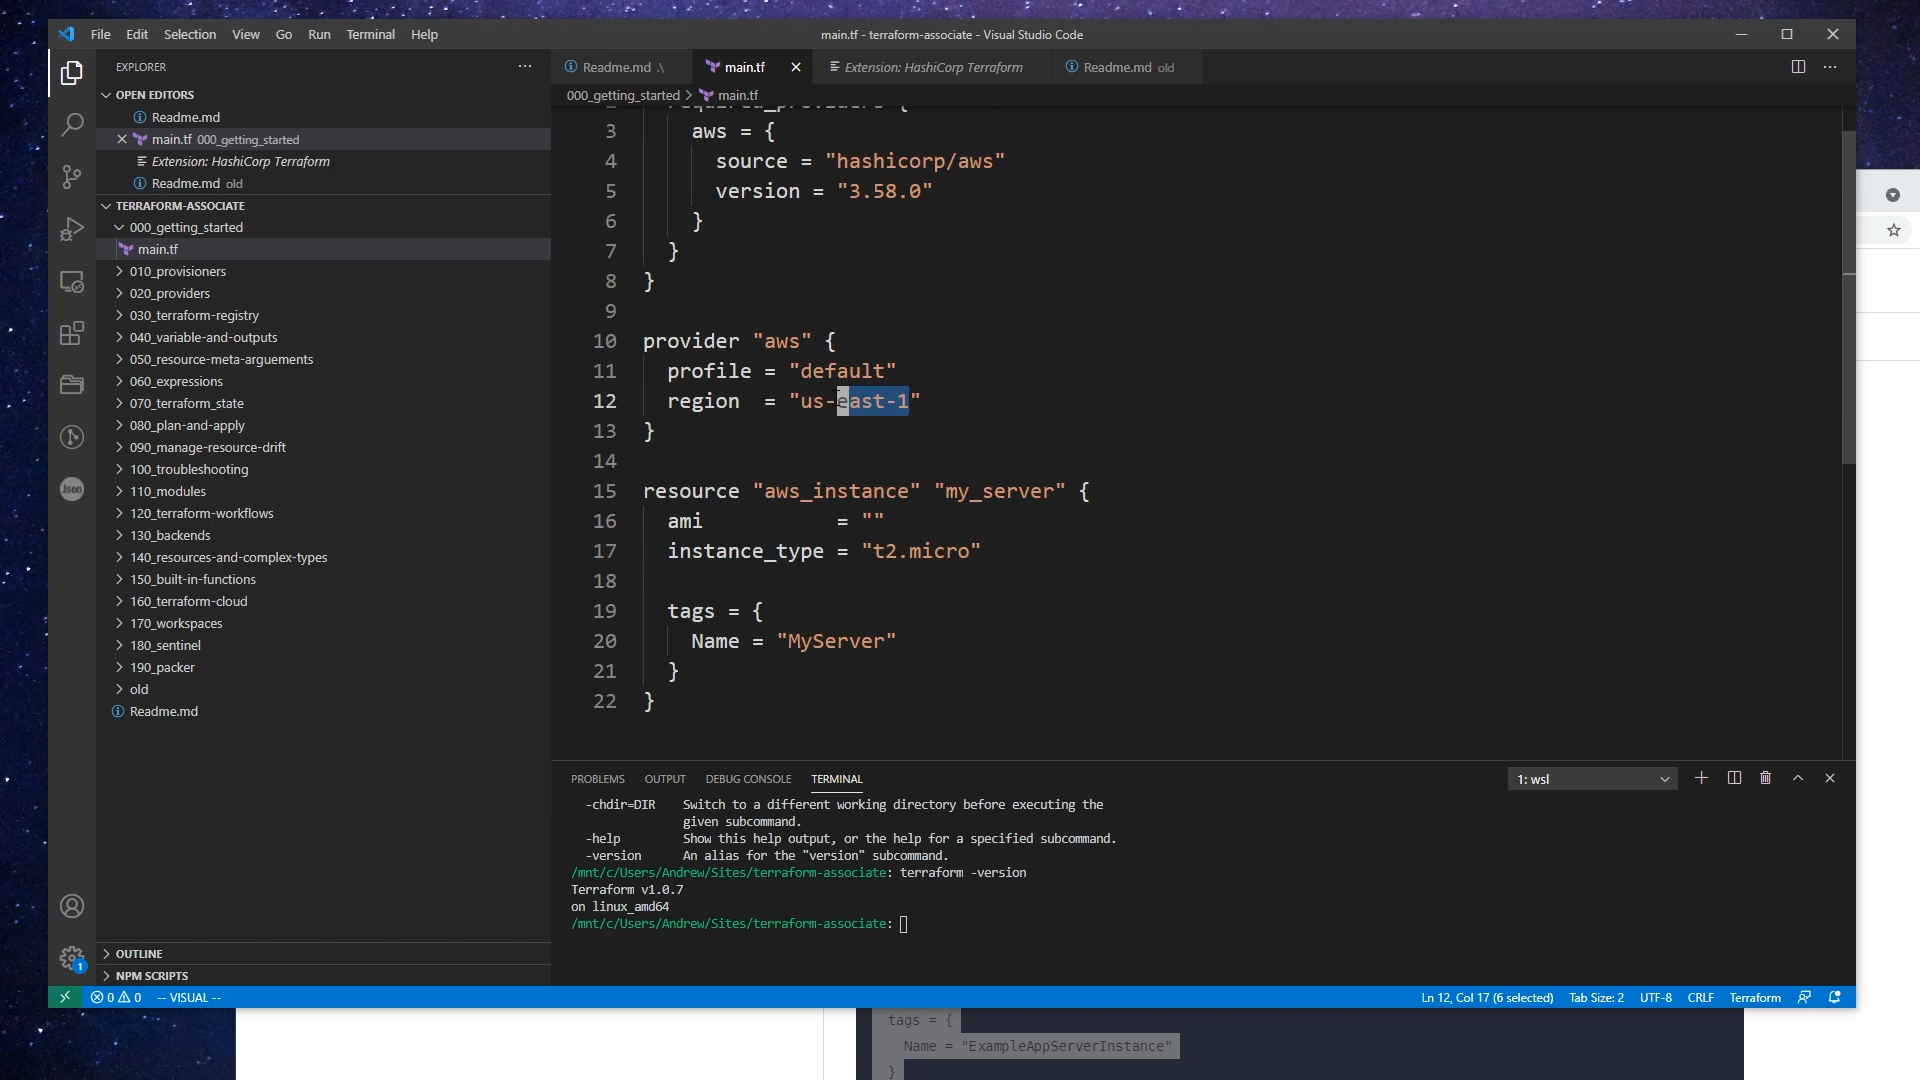 File Edit Selection View Go Run Terminal Help
main.tf - terraform-associate - Visual Studio Code
EXPLORER
OPEN EDITORS
Readme.md
main.tf 000_getting_started
Extension: HashiCorp Terraform
Readme.md old
TERRAFORM-ASSOCIATE
000_getting_started
main.tf
010_provisioners
020_providers
030_terraform-registry
040_variable-and-outputs
050_resource-meta-arguements
060_expressions
070_terraform_state
080_plan-and-apply
090_manage-resource-drift
100_troubleshooting
110_modules
120_terraform-workflows
130_backends
140_resources-and-complex-types
150_built-in-functions
160_terraform-cloud
170_workspaces
180_sentinel
190_packer
old
Readme.md
OUTLINE
NPM SCRIPTS
Json
1
Readme.md .\ main.tf Extension: HashiCorp Terraform Readme.md old
000_getting_started > main.tf
2 required_providers {
3 aws = {
4 source = "hashicorp/aws"
5 version = "3.58.0"
6 }
7 }
8 }
9
10 provider "aws" {
11 profile = "default"
12 region = "us-east-1"
13 }
14
15 resource "aws_instance" "my_server" {
16 ami = ""
17 instance_type = "t2.micro"
18
19 tags = {
20 Name = "MyServer"
21 }
22 }
PROBLEMS OUTPUT DEBUG CONSOLE TERMINAL 1: wsl
-chdir=DIR Switch to a different working directory before executing the
given subcommand.
-help Show this help output, or the help for a specified subcommand.
-version An alias for the "version" subcommand.
/mnt/c/Users/Andrew/Sites/terraform-associate: terraform -version
Terraform v1.0.7
on linux_amd64
/mnt/c/Users/Andrew/Sites/terraform-associate:
0 0 -- VISUAL -- Ln 12, Col 17 (6 selected) Tab Size: 2 UTF-8 CRLF Terraform
tags = {
Name = "ExampleAppServerInstance"
}